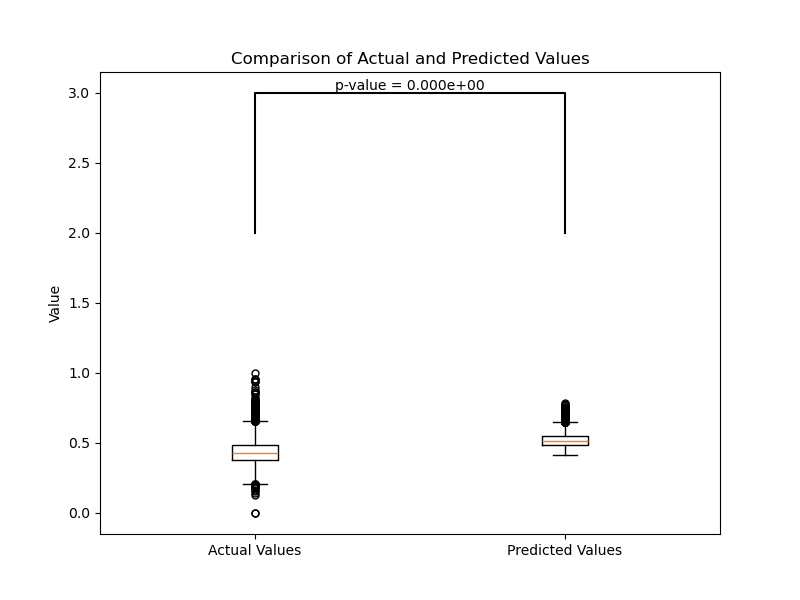 Comparison of Actual and Predicted Values
p-value = 0.000e+00
3.0
2.5
2.0
1.5
1.0
0.5
0.0
Value
Actual Values
Predicted Values